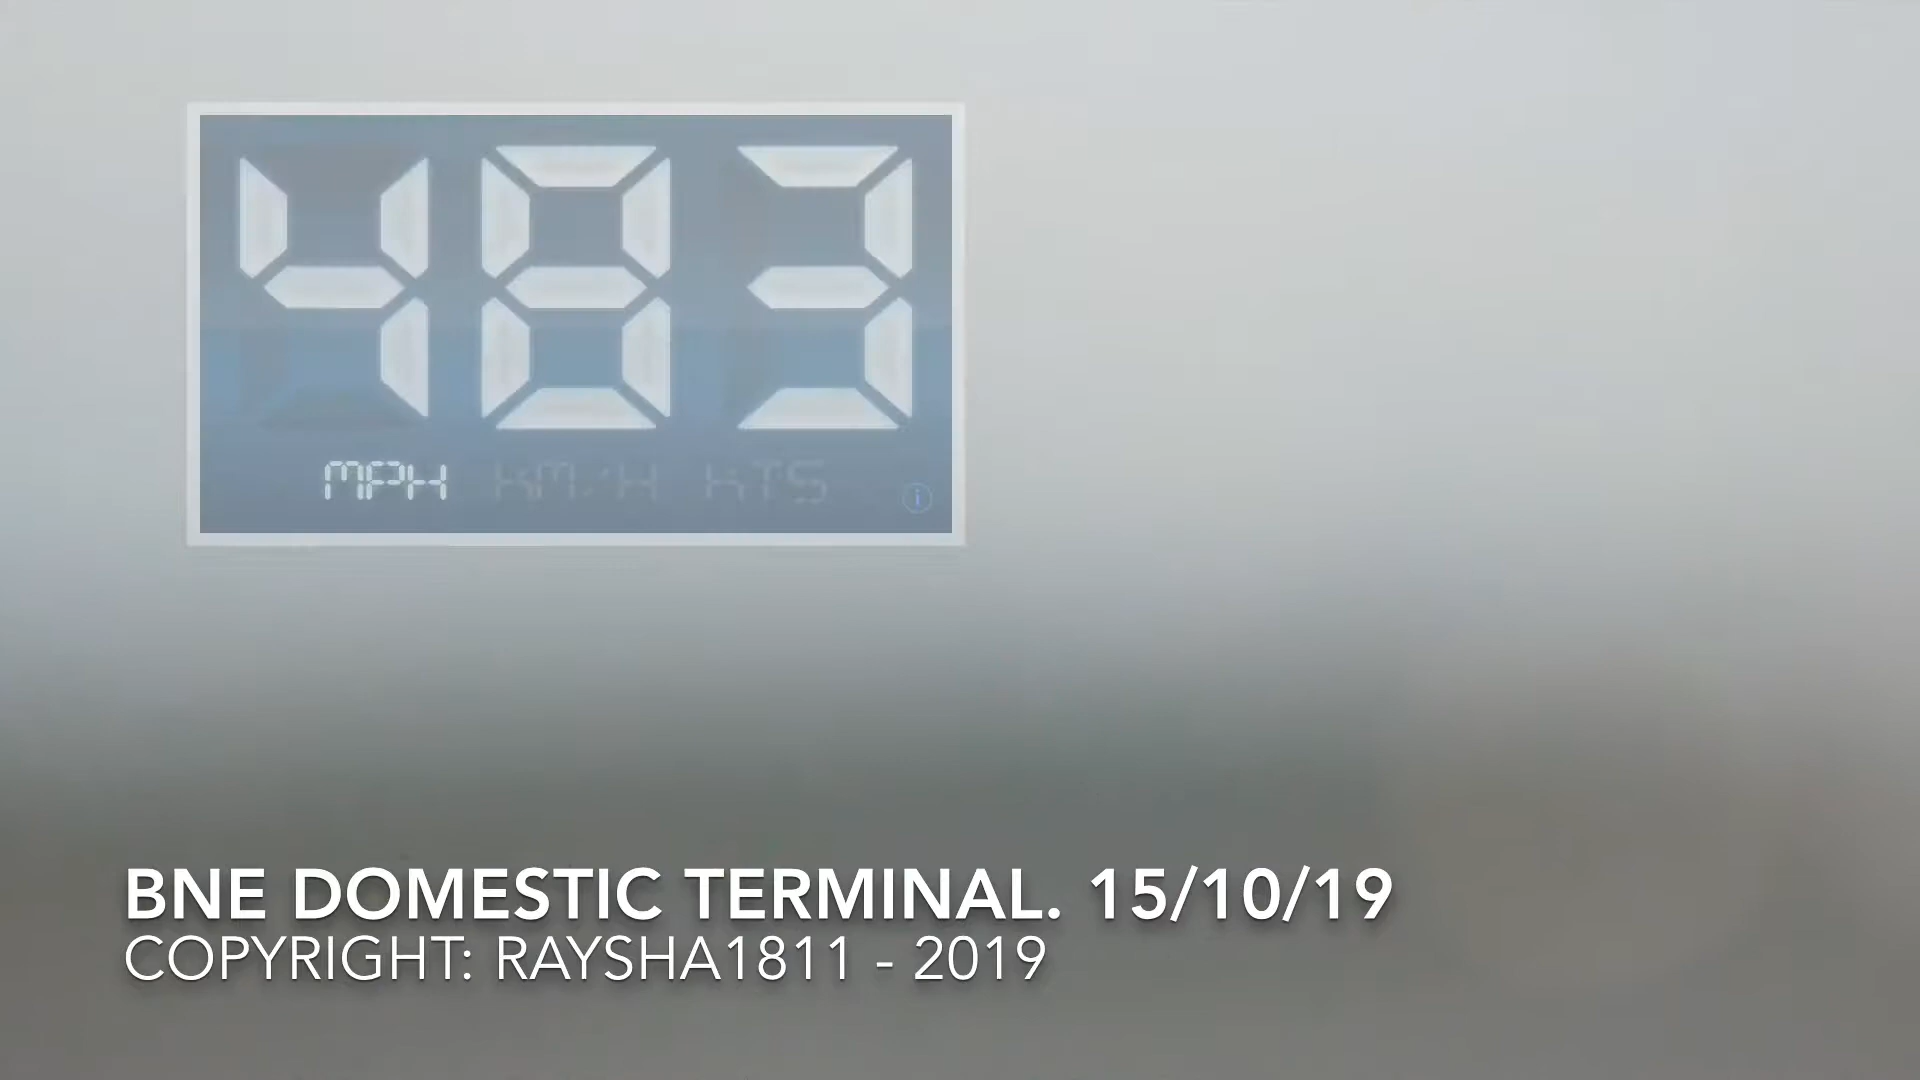 483
MPH KM/H KTS
BNE DOMESTIC TERMINAL. 15/10/19
COPYRIGHT: RAYSHA1811 - 2019